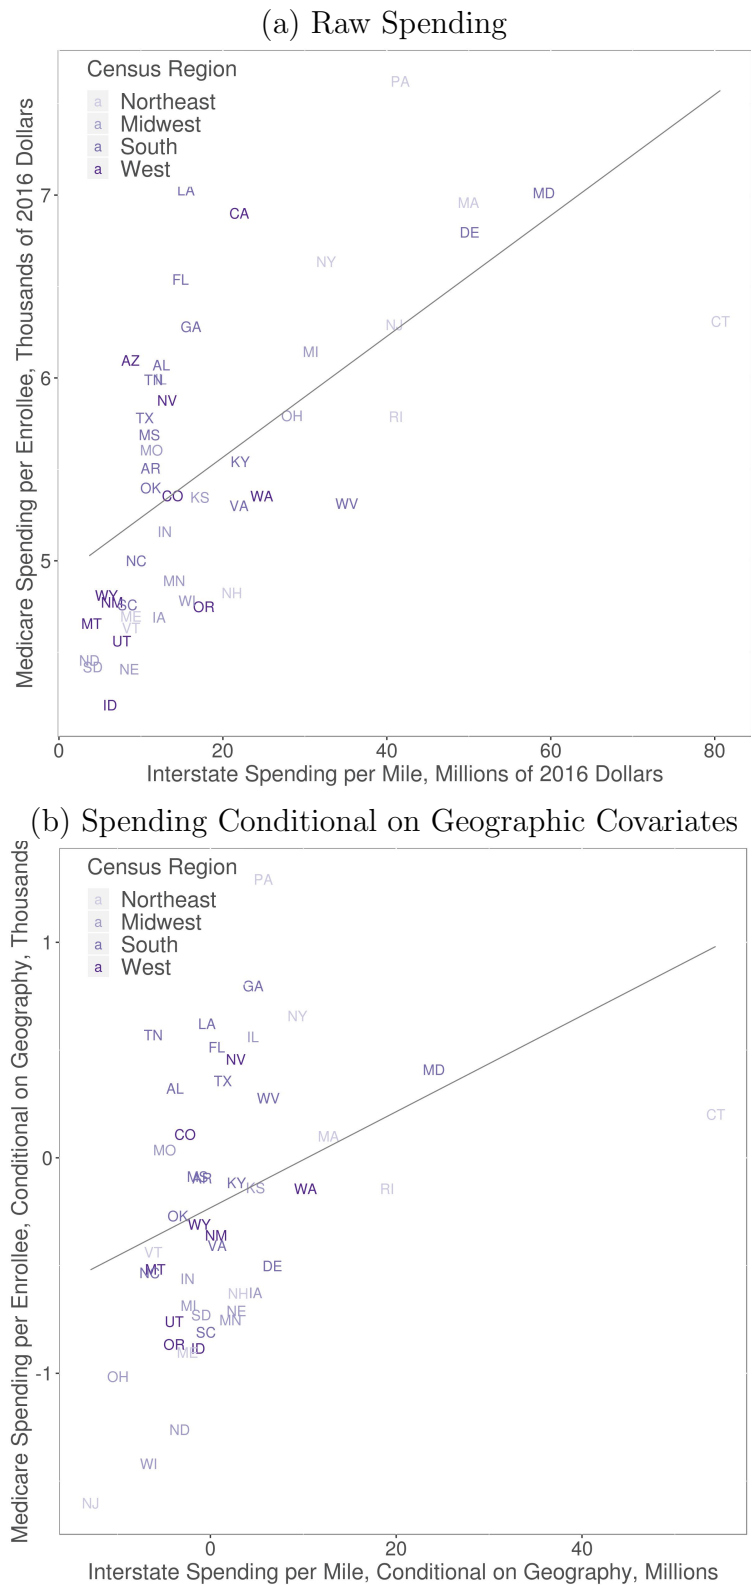 (a) Raw Spending
Medicare Spending per Enrollee, Thousands of 2016 Dollars
Census Region
a Northeast
a Midwest
a South
a West
PA
7
LA
MD
MA
CA
DE
NY
FL
GA
NJ
CT
MI
6
AZ
AL
TN
IL
NV
TX
OH
RI
MS
MO
AR
KY
OK
CO
KS
WA
VA
WV
IN
5
NC
MN
NH
WY
NM
SC
WI
OR
ME
IA
MT
VT
UT
ND
SD
NE
ID
0 20 40 60 80
Interstate Spending per Mile, Millions of 2016 Dollars
(b) Spending Conditional on Geographic Covariates
Medicare Spending per Enrollee, Conditional on Geography, Thousands
Census Region
a Northeast
a Midwest
a South
a West
PA
1
GA
LA
NY
TN
IL
FL
NV
MD
TX
AL
WV
CT
CO
MA
MO
0
MS
AR
KY
KS
WA
RI
OK
WY
NM
VA
VT
DE
MT
NC
IN
NH
IA
MI
SD
NE
MN
UT
SC
OR
ID
ME
-1
OH
ND
WI
NJ
0 20 40
Interstate Spending per Mile, Conditional on Geography, Millions